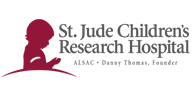 St. Jude Children's
Research Hospital
ALSAC • Danny Thomas, Founder